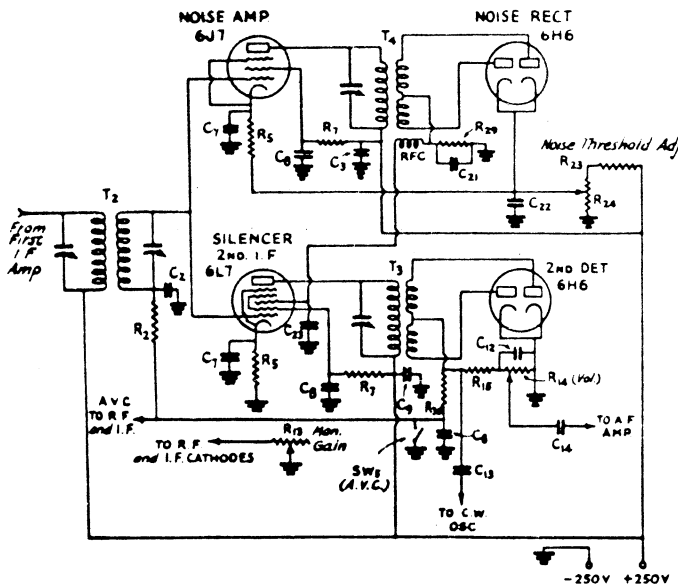 NOISE AMP.
6J7
NOISE RECT
6H6
T4
C7
R5
C8
R7
C3
RFC
R29
C21
Noise Threshold Adj
R23
R24
C22
T2
From
First
I.F
Amp
C2
R2
SILENCER
2ND. I.F
6L7
C23
C7
R5
C8
R7
T3
C9
2ND DET
6H6
C12
R15
R14 (Vol.)
C6
C13
C14
TO A F
AMP.
A.V.C
TO R F
and I.F.
TO R F
and I.F. CATHODES
R13
Man.
Gain
SW5
(A.V.C.)
TO C.W.
OSC
-250V +250V